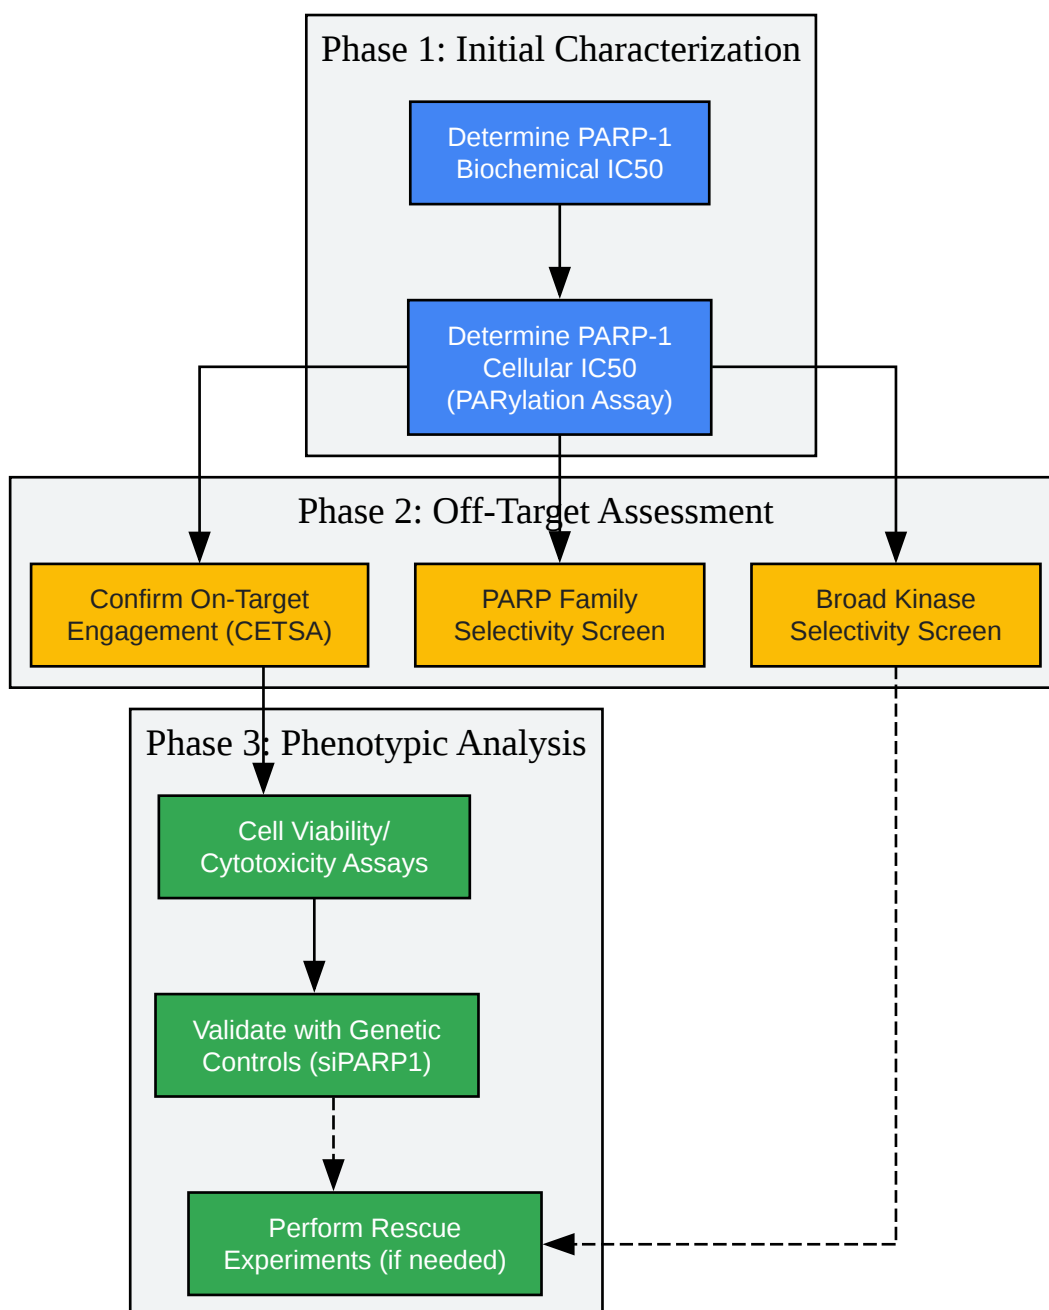 Phase 1: Initial Characterization
Determine PARP-1
Biochemical IC50
Determine PARP-1
Cellular IC50
(PARylation Assay)
Phase 2: Off-Target Assessment
Confirm On-Target
Engagement (CETSA)
PARP Family
Selectivity Screen
Broad Kinase
Selectivity Screen
Phase 3: Phenotypic Analysis
Cell Viability/
Cytotoxicity Assays
Validate with Genetic
Controls (siPARP1)
Perform Rescue
Experiments (if needed)